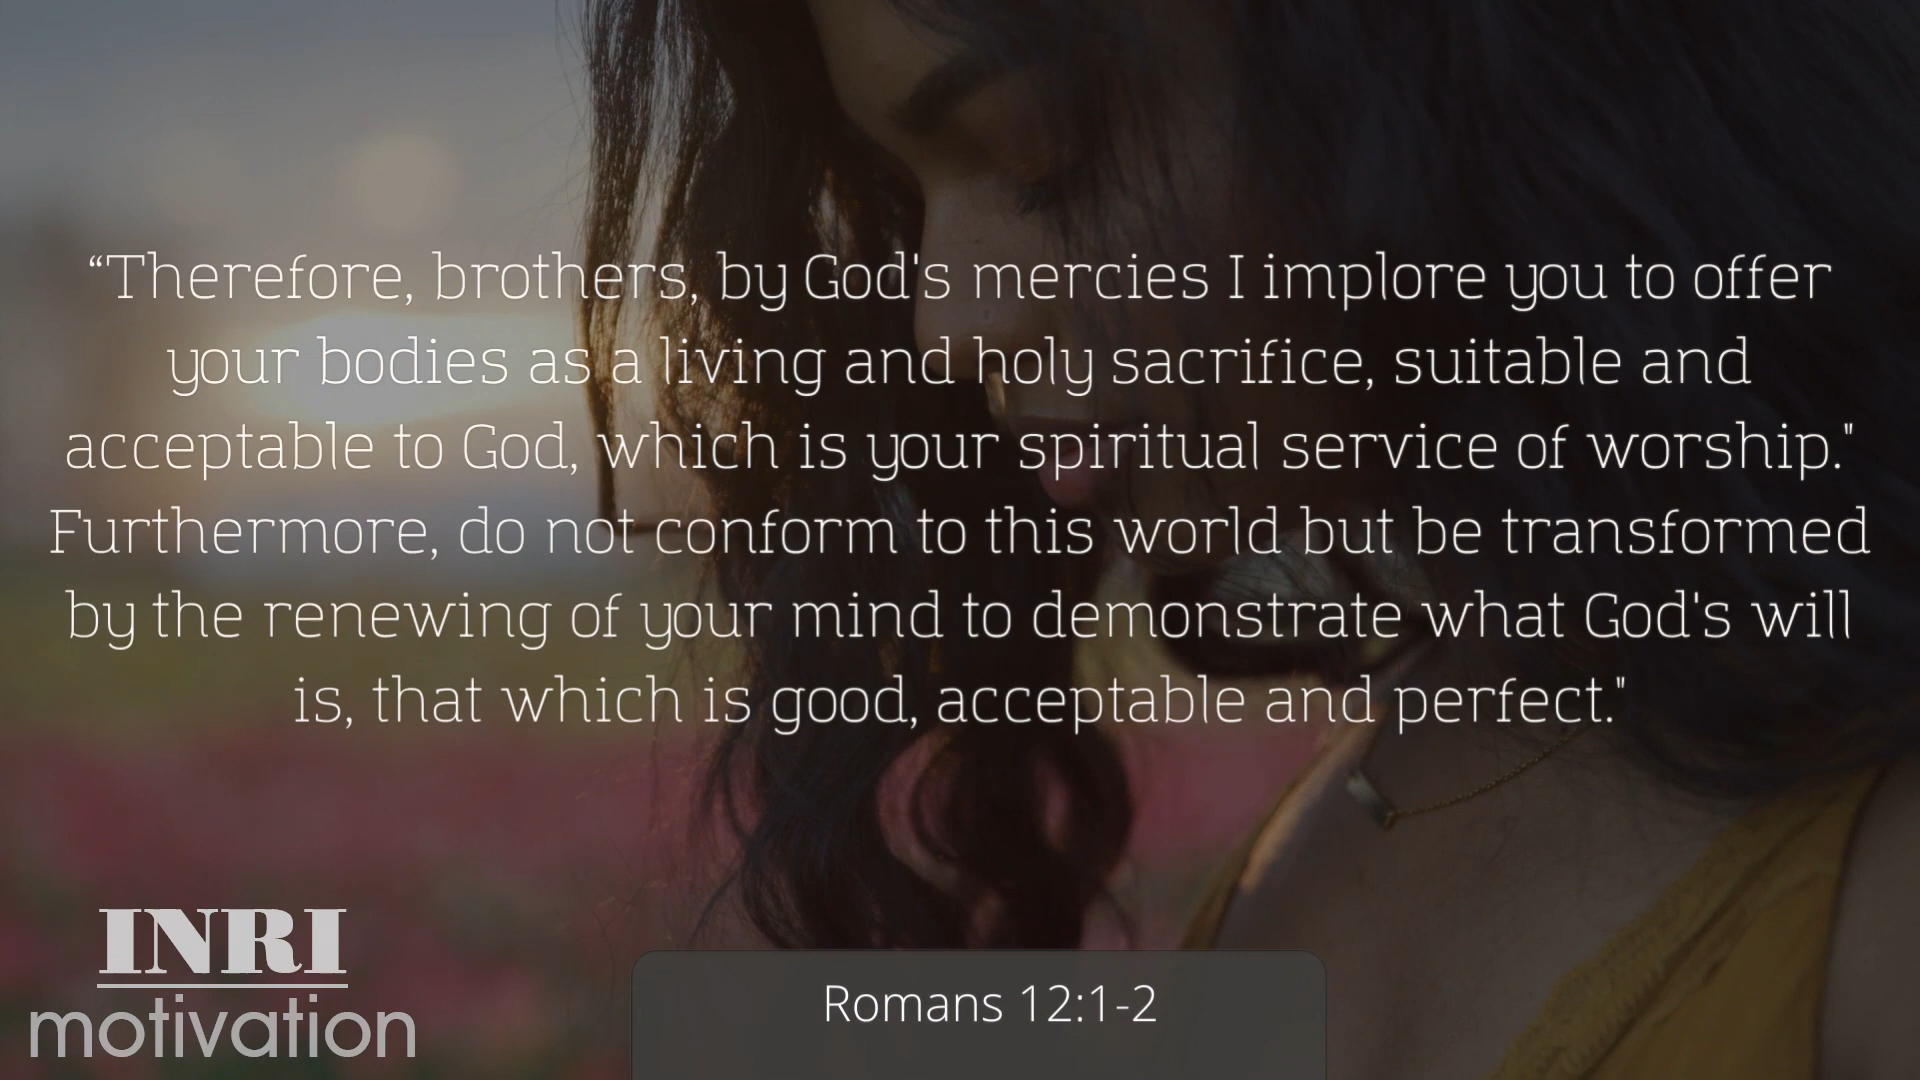 “Therefore, brothers, by God's mercies I implore you to offer
your bodies as a living and holy sacrifice, suitable and
acceptable to God, which is your spiritual service of worship."
Furthermore, do not conform to this world but be transformed
by the renewing of your mind to demonstrate what God's will
is, that which is good, acceptable and perfect."
INRI
motivation
Romans 12:1-2